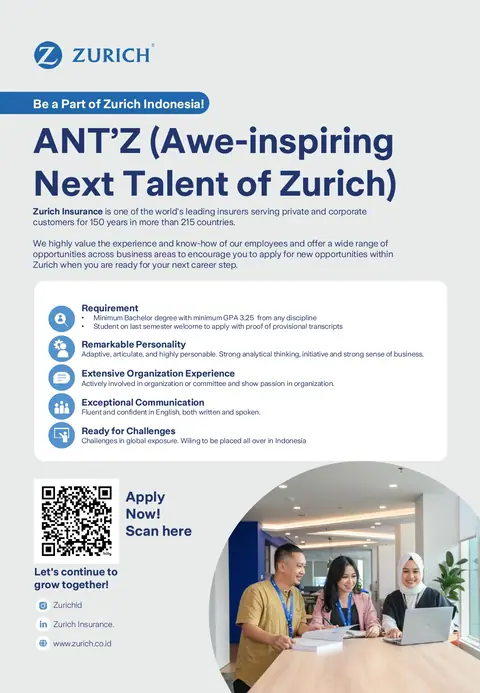 ZURICH
Be a Part of Zurich Indonesia!
ANT'Z (Awe-inspiring
Next Talent of Zurich)
Zurich Insurance is one of the world's leading insurers serving private and corporate
customers for 150 years in more than 215 countries.
We highly value the experience and know-how of our employees and offer a wide range of
opportunities across business areas to encourage you to apply for new opportunities within
Zurich when you are ready for your next career step.
Requirement
• Minimum Bachelor degree with minimum GPA 3,25 from any discipline
• Student on last semester welcome to apply with proof of provisional transcripts
Remarkable Personality
Adaptive, articulate, and highly personable. Strong analytical thinking, initiative and strong sense of business.
Extensive Organization Experience
Actively involved in organization or committee and show passion in organization.
Exceptional Communication
Fluent and confident in English, both written and spoken.
Ready for Challenges
Challenges in global exposure. Wiling to be placed all over in Indonesia
Apply
Now!
Scan here
Let's continue to
grow together!
ZurichId
Zurich Insurance.
www.zurich.co.id